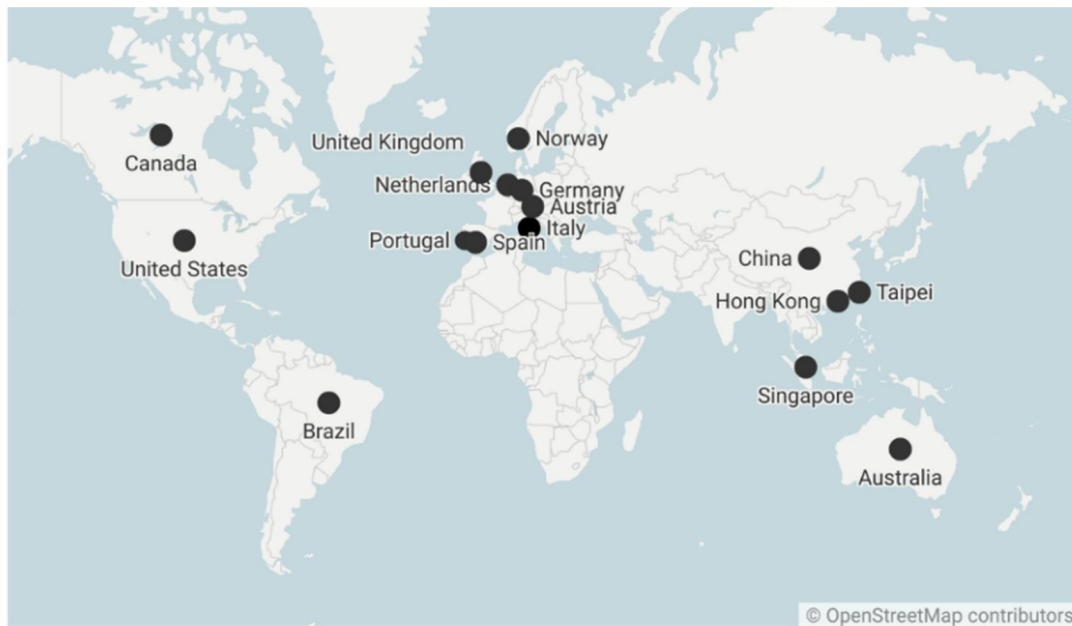 United Kingdom
Norway
Canada
Netherlands
Germany
Austria
Italy
Portugal
Spain
United States
China
Hong Kong
Taipei
Singapore
Brazil
Australia
© OpenStreetMap contributors